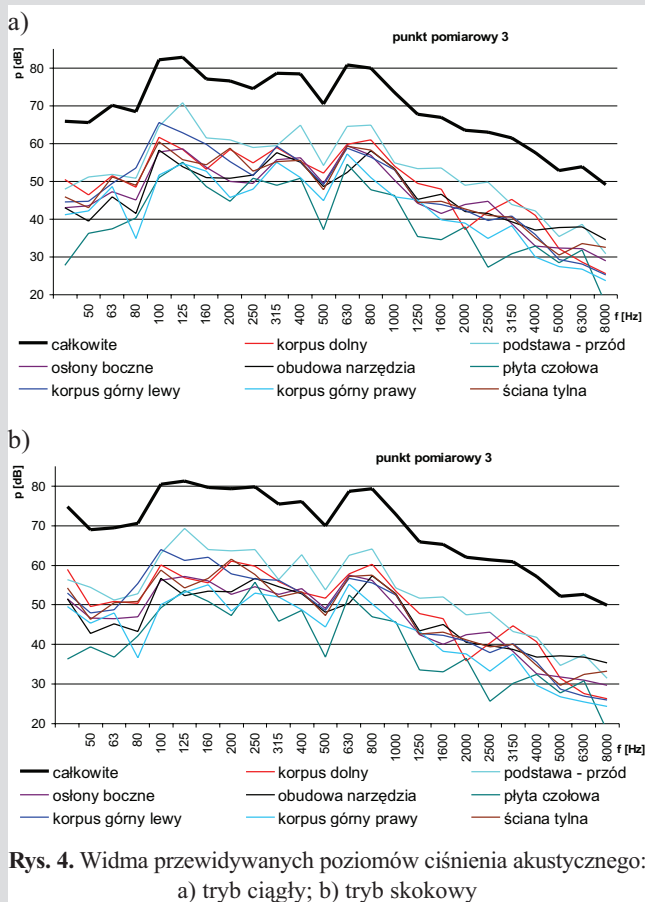 a)
punkt pomiarowy 3
p [dB]
80
70
60
50
40
30
20
50 63 80 100 125 160 200 250 315 400 500 630 800 1000 1250 1600 2000 2500 3150 4000 5000 6300 8000 f [Hz]
całkowite korpus dolny podstawa - przód
osłony boczne obudowa narzędzia płyta czołowa
korpus górny lewy korpus górny prawy ściana tylna
b)
punkt pomiarowy 3
p [dB]
80
70
60
50
40
30
20
50 63 80 100 125 160 200 250 315 400 500 630 800 1000 1250 1600 2000 2500 3150 4000 5000 6300 8000 f [Hz]
całkowite korpus dolny podstawa - przód
osłony boczne obudowa narzędzia płyta czołowa
korpus górny lewy korpus górny prawy ściana tylna
Rys. 4. Widma przewidywanych poziomów ciśnienia akustycznego:
a) tryb ciągły; b) tryb skokowy